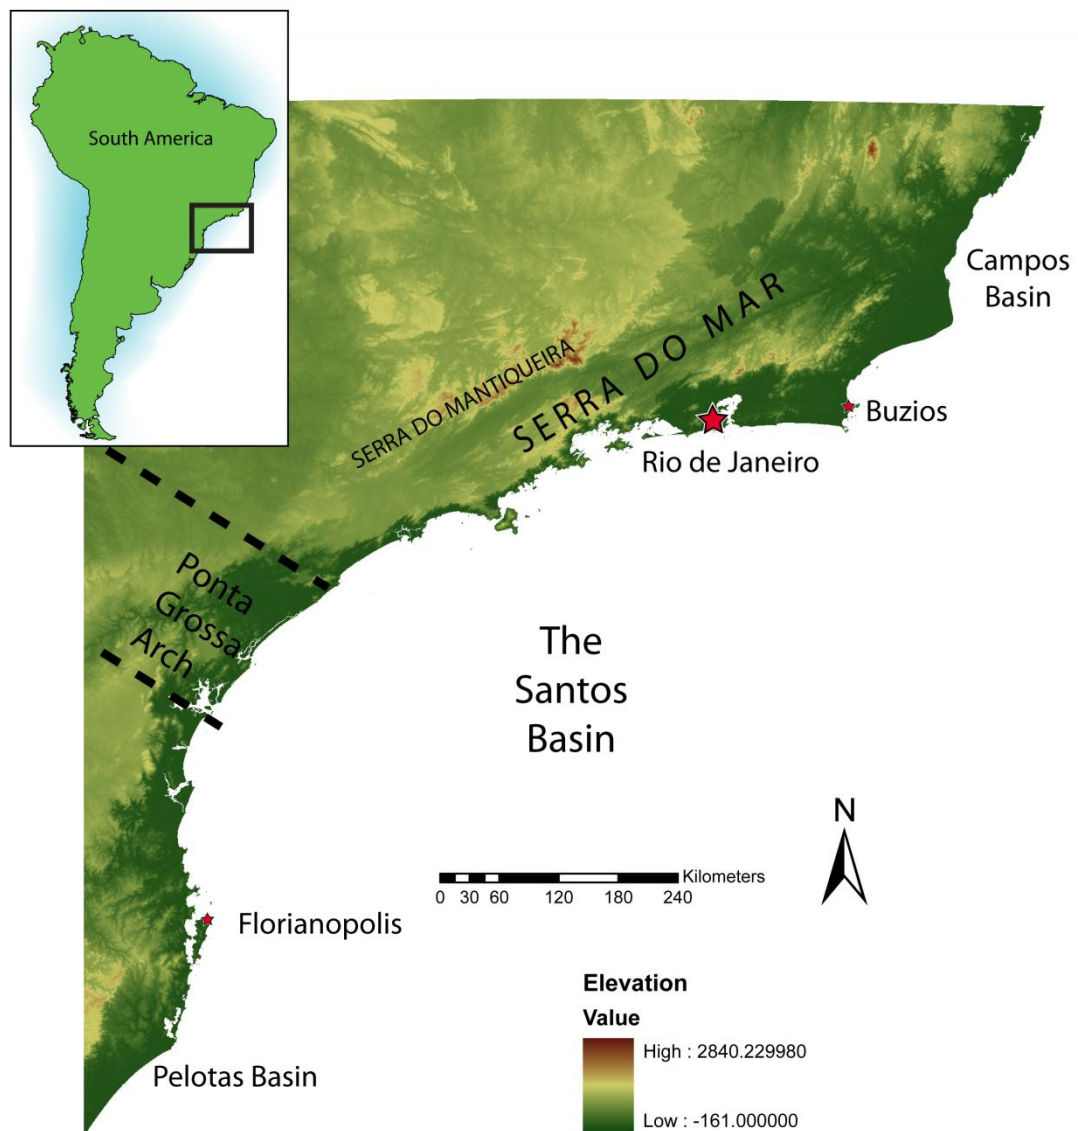 South America
Campos
Basin
SERRA DO MAR
SERRA DO MANTIQUEIRA
Buzios
Rio de Janeiro
Ponta
Grossa
Arch
The
Santos
Basin
N
Kilometers
0 30 60 120 180 240
Florianopolis
Elevation
Value
High : 2840.229980
Low : -161.000000
Pelotas Basin